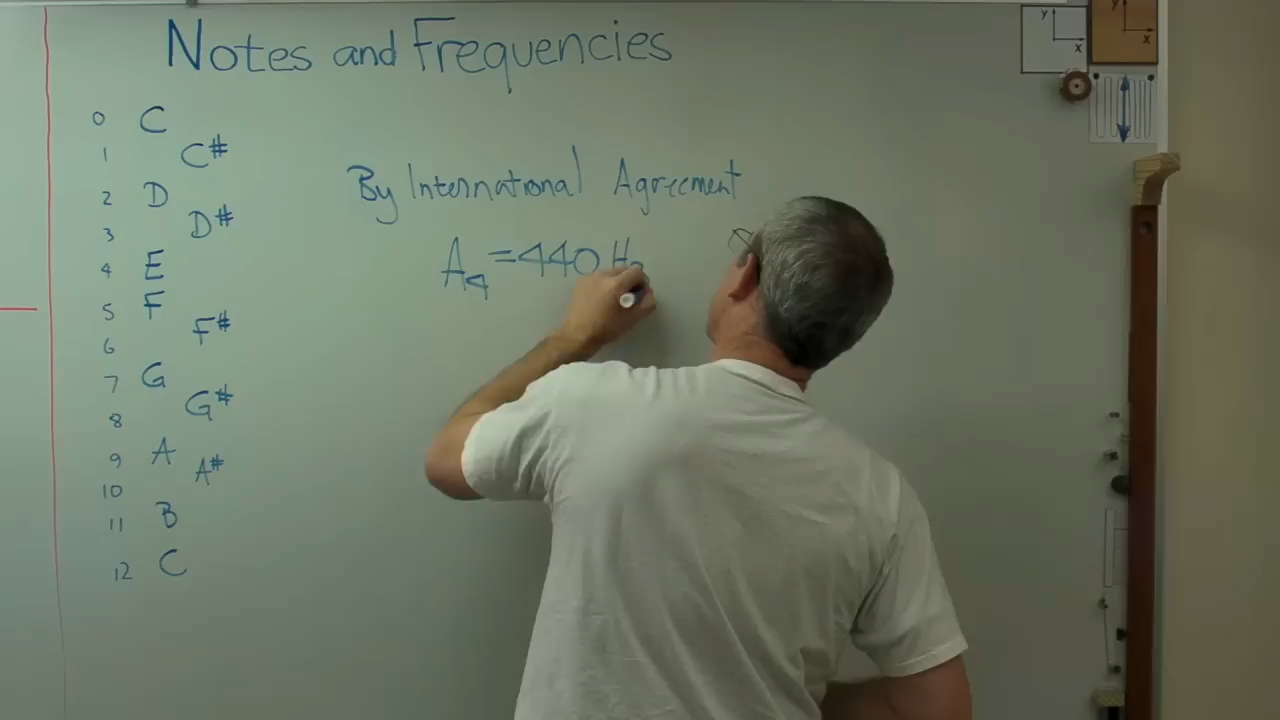 Notes and Frequencies
0 C
1 C#
2 D
3 D#
4 E
5 F
6 F#
7 G
8 G#
9 A
10 A#
11 B
12 C
By International Agreement
A4 = 440 Hz
Y
X
Y
X